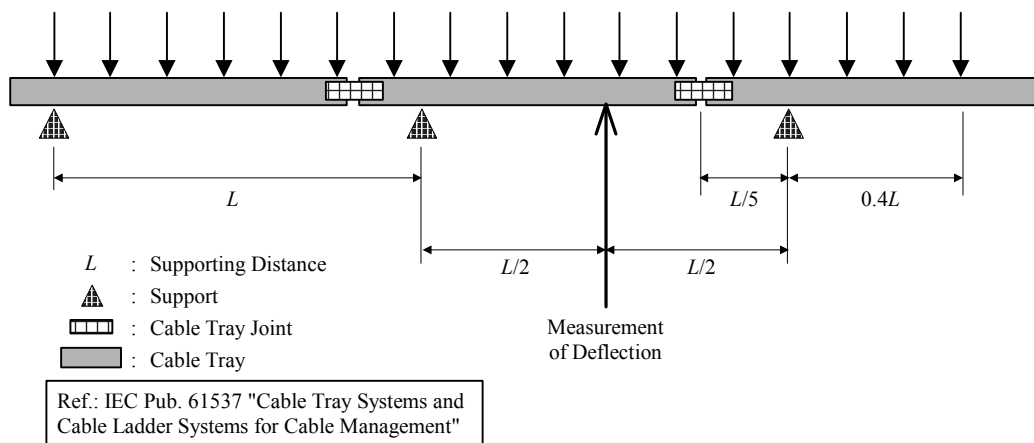 L
L/5
0.4L
L/2
L/2
L : Supporting Distance
: Support
: Cable Tray Joint
: Cable Tray
Measurement
of Deflection
Ref.: IEC Pub. 61537 "Cable Tray Systems and
Cable Ladder Systems for Cable Management"